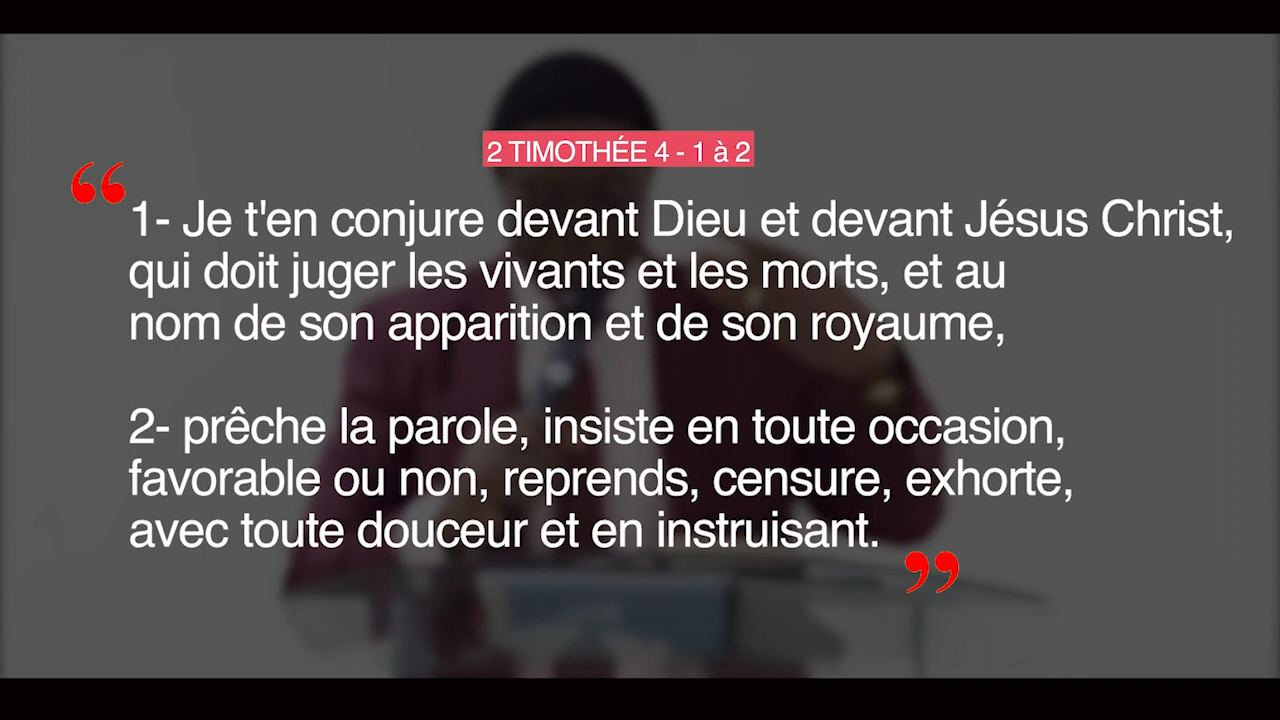 2 TIMOTHÉE 4 - 1 à 2
“
1- Je t'en conjure devant Dieu et devant Jésus Christ,
qui doit juger les vivants et les morts, et au
nom de son apparition et de son royaume,
2- prêche la parole, insiste en toute occasion,
favorable ou non, reprends, censure, exhorte,
avec toute douceur et en instruisant.
”